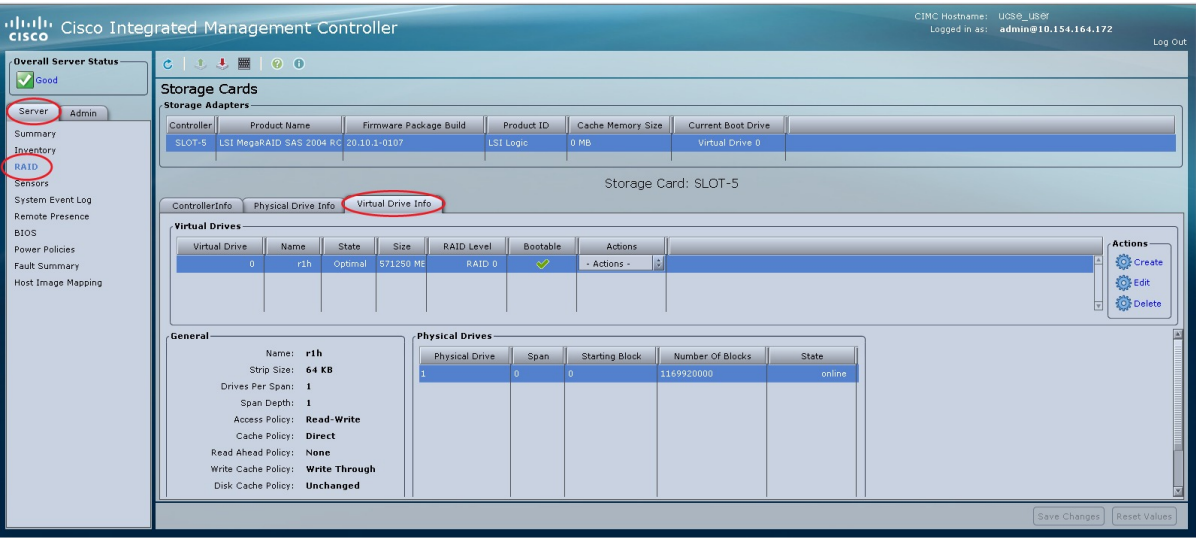 CISCO
Cisco Integrated Management Controller
CIMC Hostname: ucse_user
Logged in as: admin@10.154.164.172
Log Out
Overall Server Status
Good
Server Admin
Summary
Inventory
RAID
Sensors
System Event Log
Remote Presence
BIOS
Power Policies
Fault Summary
Host Image Mapping
Storage Cards
Storage Adapters
Controller Product Name Firmware Package Build Product ID Cache Memory Size Current Boot Drive
SLOT-5 LSI MegaRAID SAS 2004 RO 20.10.1-0107 LSI Logic 0 MB Virtual Drive 0
Storage Card: SLOT-5
ControllerInfo Physical Drive Info Virtual Drive Info
Virtual Drives
Virtual Drive Name State Size RAID Level Bootable Actions
0 r1h Optimal 571250 MB RAID 0 - Actions -
Actions
Create
Edit
Delete
General
Name: r1h
Strip Size: 64 KB
Drives Per Span: 1
Span Depth: 1
Access Policy: Read-Write
Cache Policy: Direct
Read Ahead Policy: None
Write Cache Policy: Write Through
Disk Cache Policy: Unchanged
Physical Drives
Physical Drive Span Starting Block Number Of Blocks State
1 0 0 1169920000 online
Save Changes Reset Values